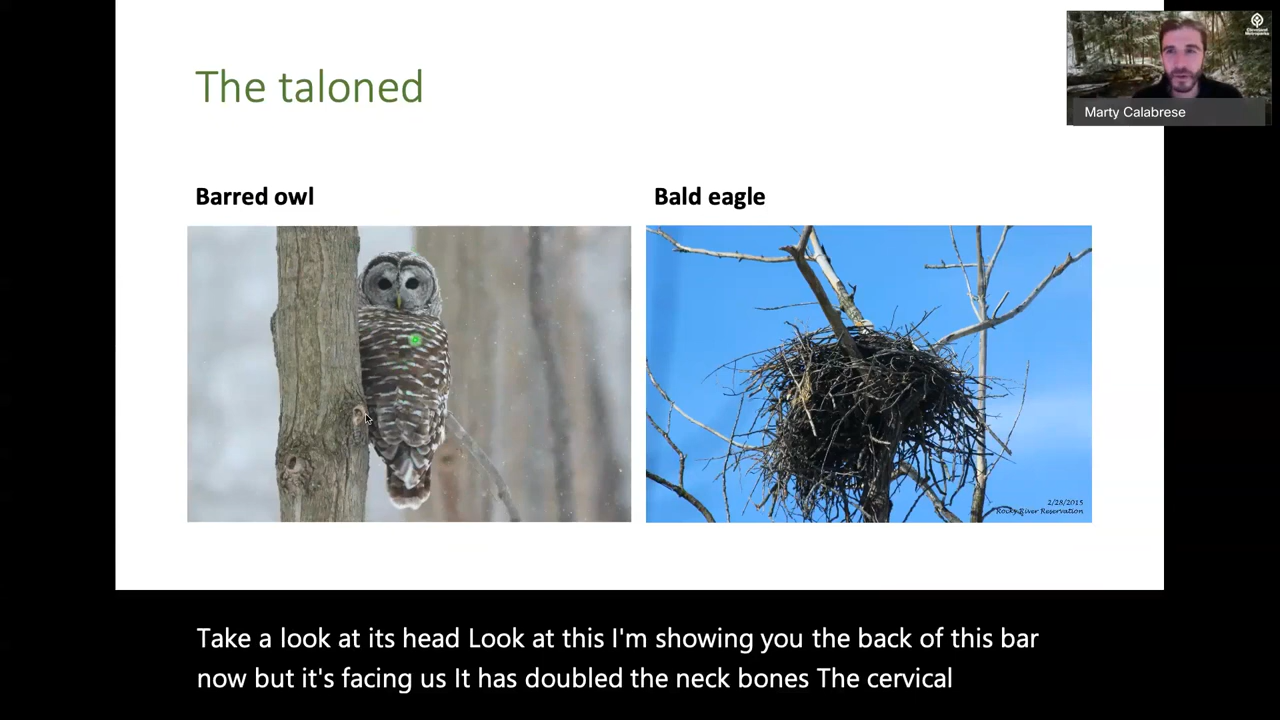 The taloned
Cleveland
Metroparks
Marty Calabrese
Barred owl
Bald eagle
2/28/2015
Rocky River Reservation
Take a look at its head Look at this I'm showing you the back of this bar
now but it's facing us It has doubled the neck bones The cervical